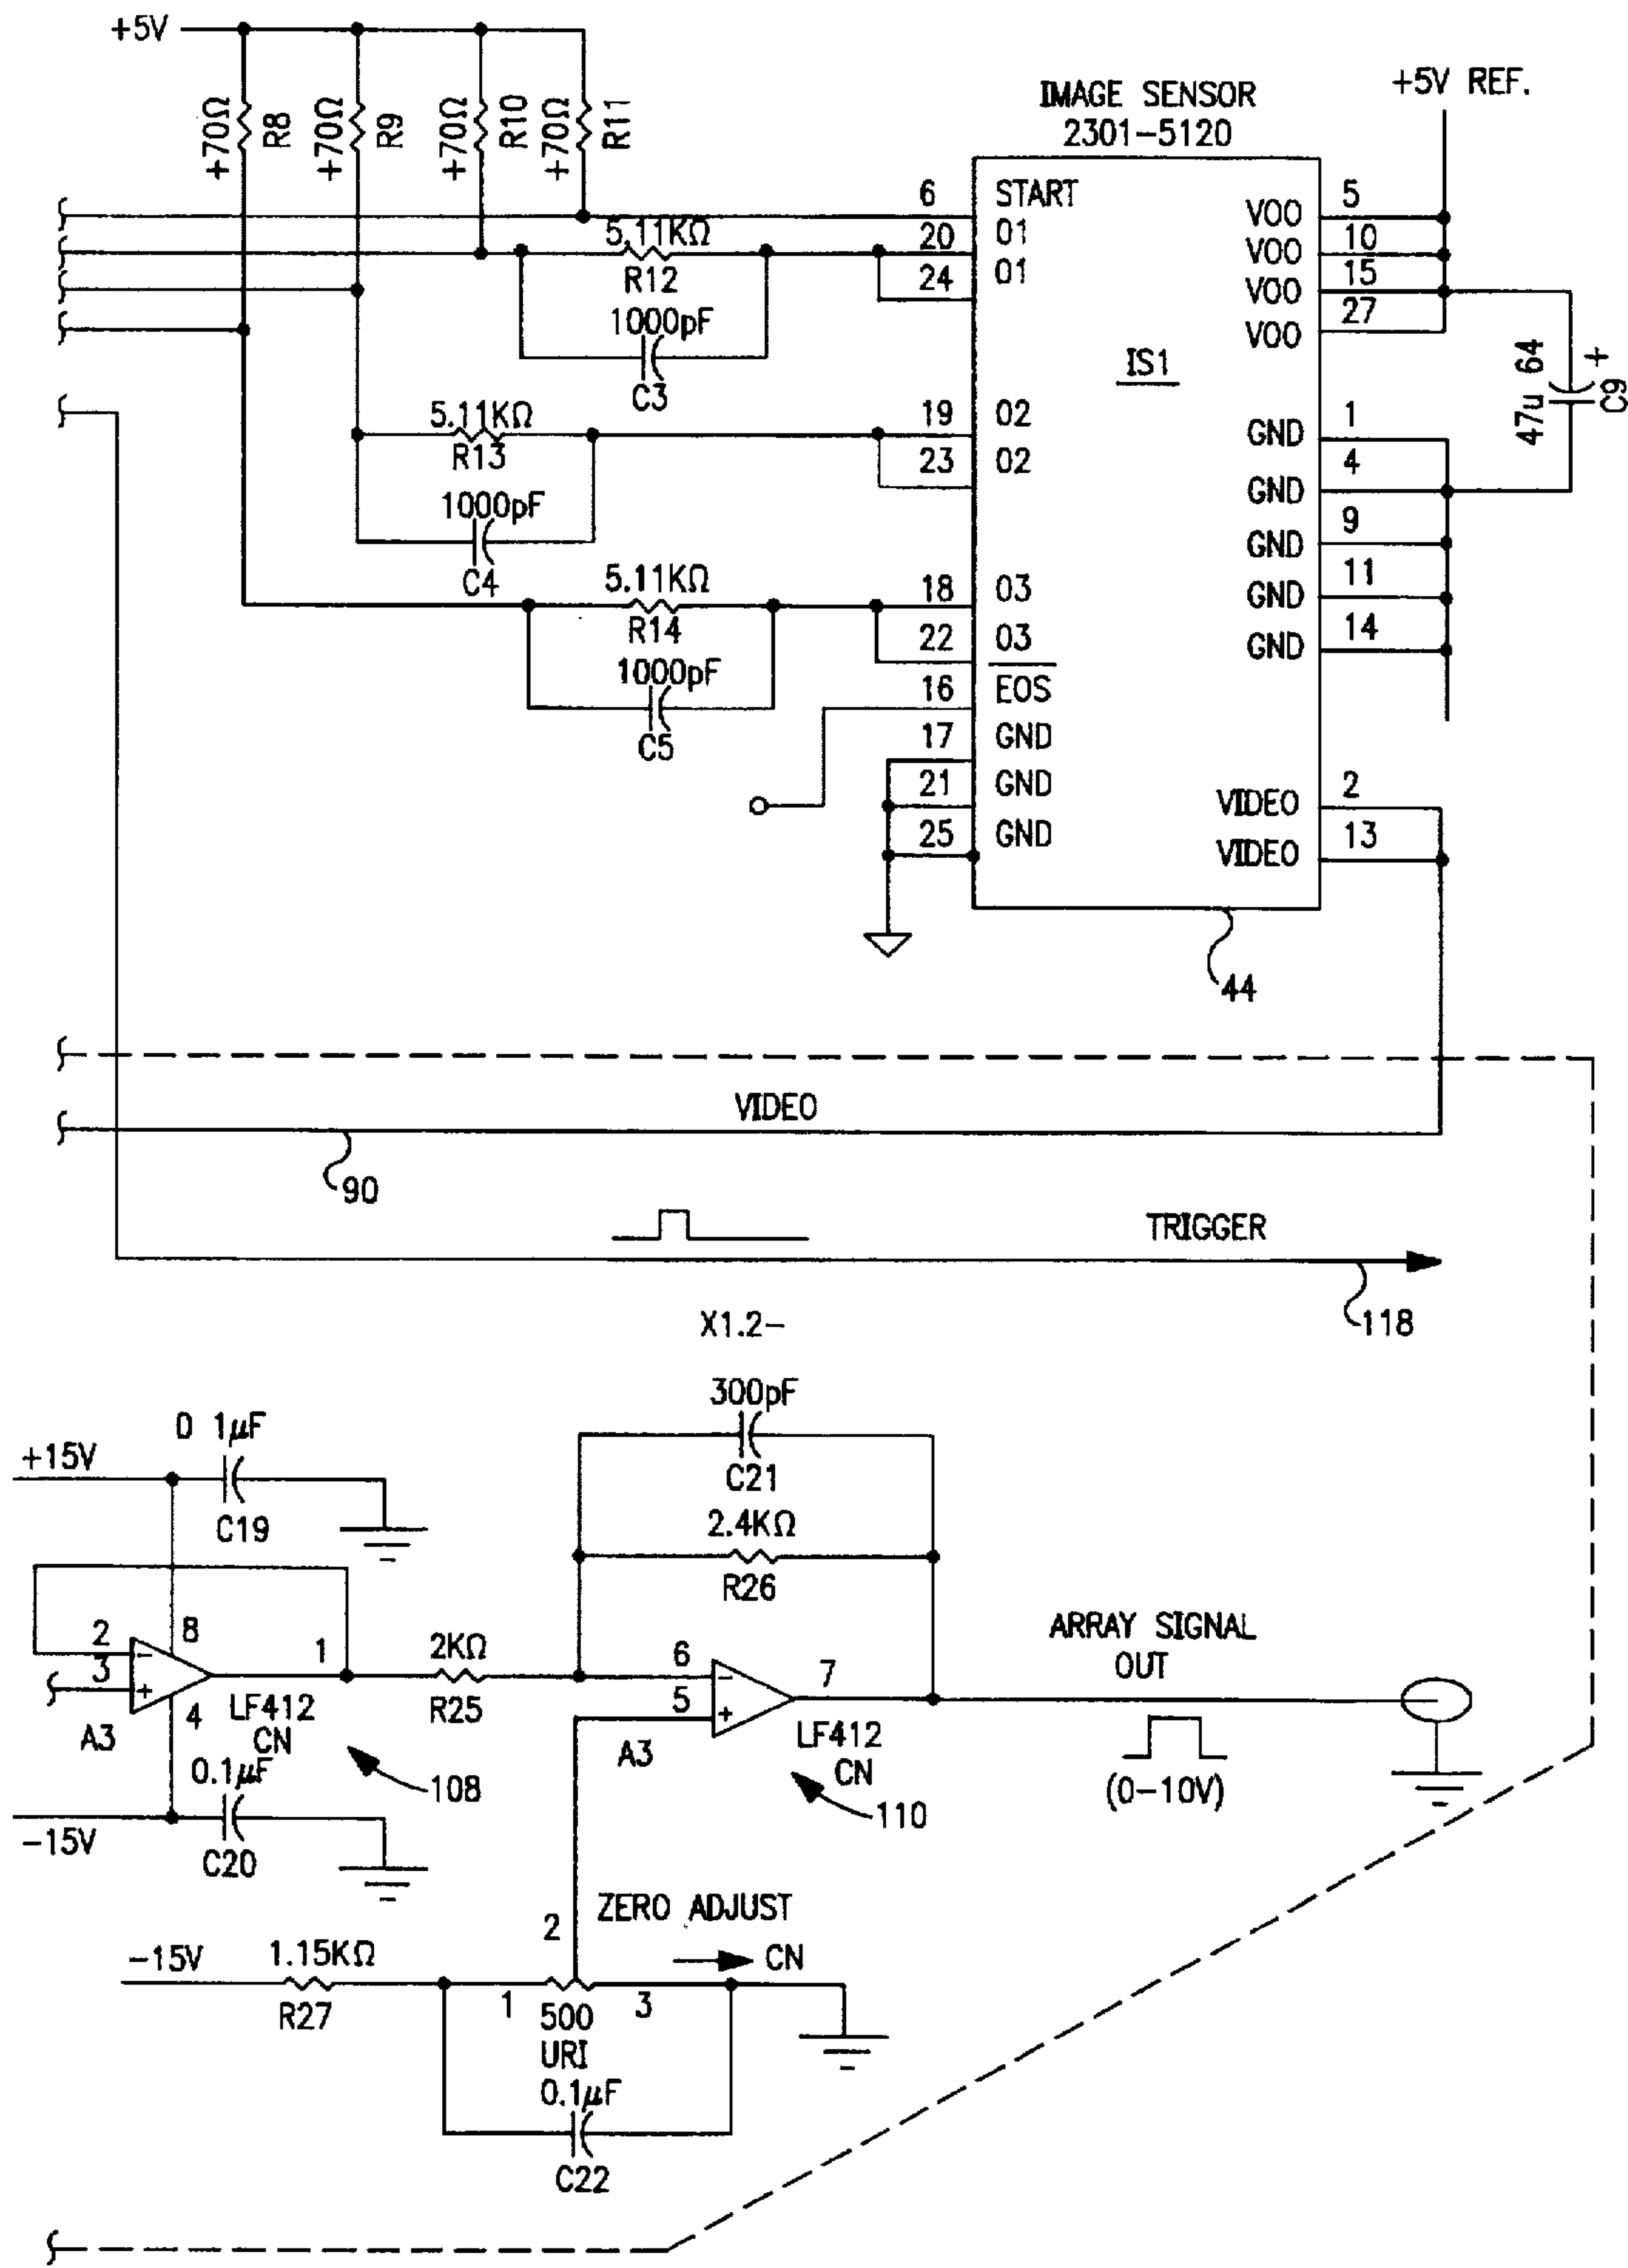 +5V
+70Ω
R8
+70Ω
R9
+70Ω
R10
+70Ω
R11
IMAGE SENSOR
2301-5120
+5V REF.
6 START
20 01
24 01
5.11KΩ
R12
1000pF
C3
VOO 5
VOO 10
VOO 15
VOO 27
IS1
47u 64
+
C9
5.11KΩ
R13
1000pF
C4
19 02
23 02
GND 1
GND 4
GND 9
GND 11
GND 14
5.11KΩ
R14
1000pF
C5
18 03
22 03
16 EOS
17 GND
21 GND
25 GND
VIDEO 2
VIDEO 13
44
VIDEO
90
TRIGGER
118
X1.2-
300pF
C21
2.4KΩ
R26
+15V
0 1µF
C19
2
3
8
1
4
-
+
A3
LF412
CN
108
2KΩ
R25
6
5
7
-
+
A3
LF412
CN
110
ARRAY SIGNAL
OUT
(0-10V)
0.1µF
-15V
C20
ZERO ADJUST
CN
-15V
1.15KΩ
R27
2
1
3
500
URI
0.1µF
C22